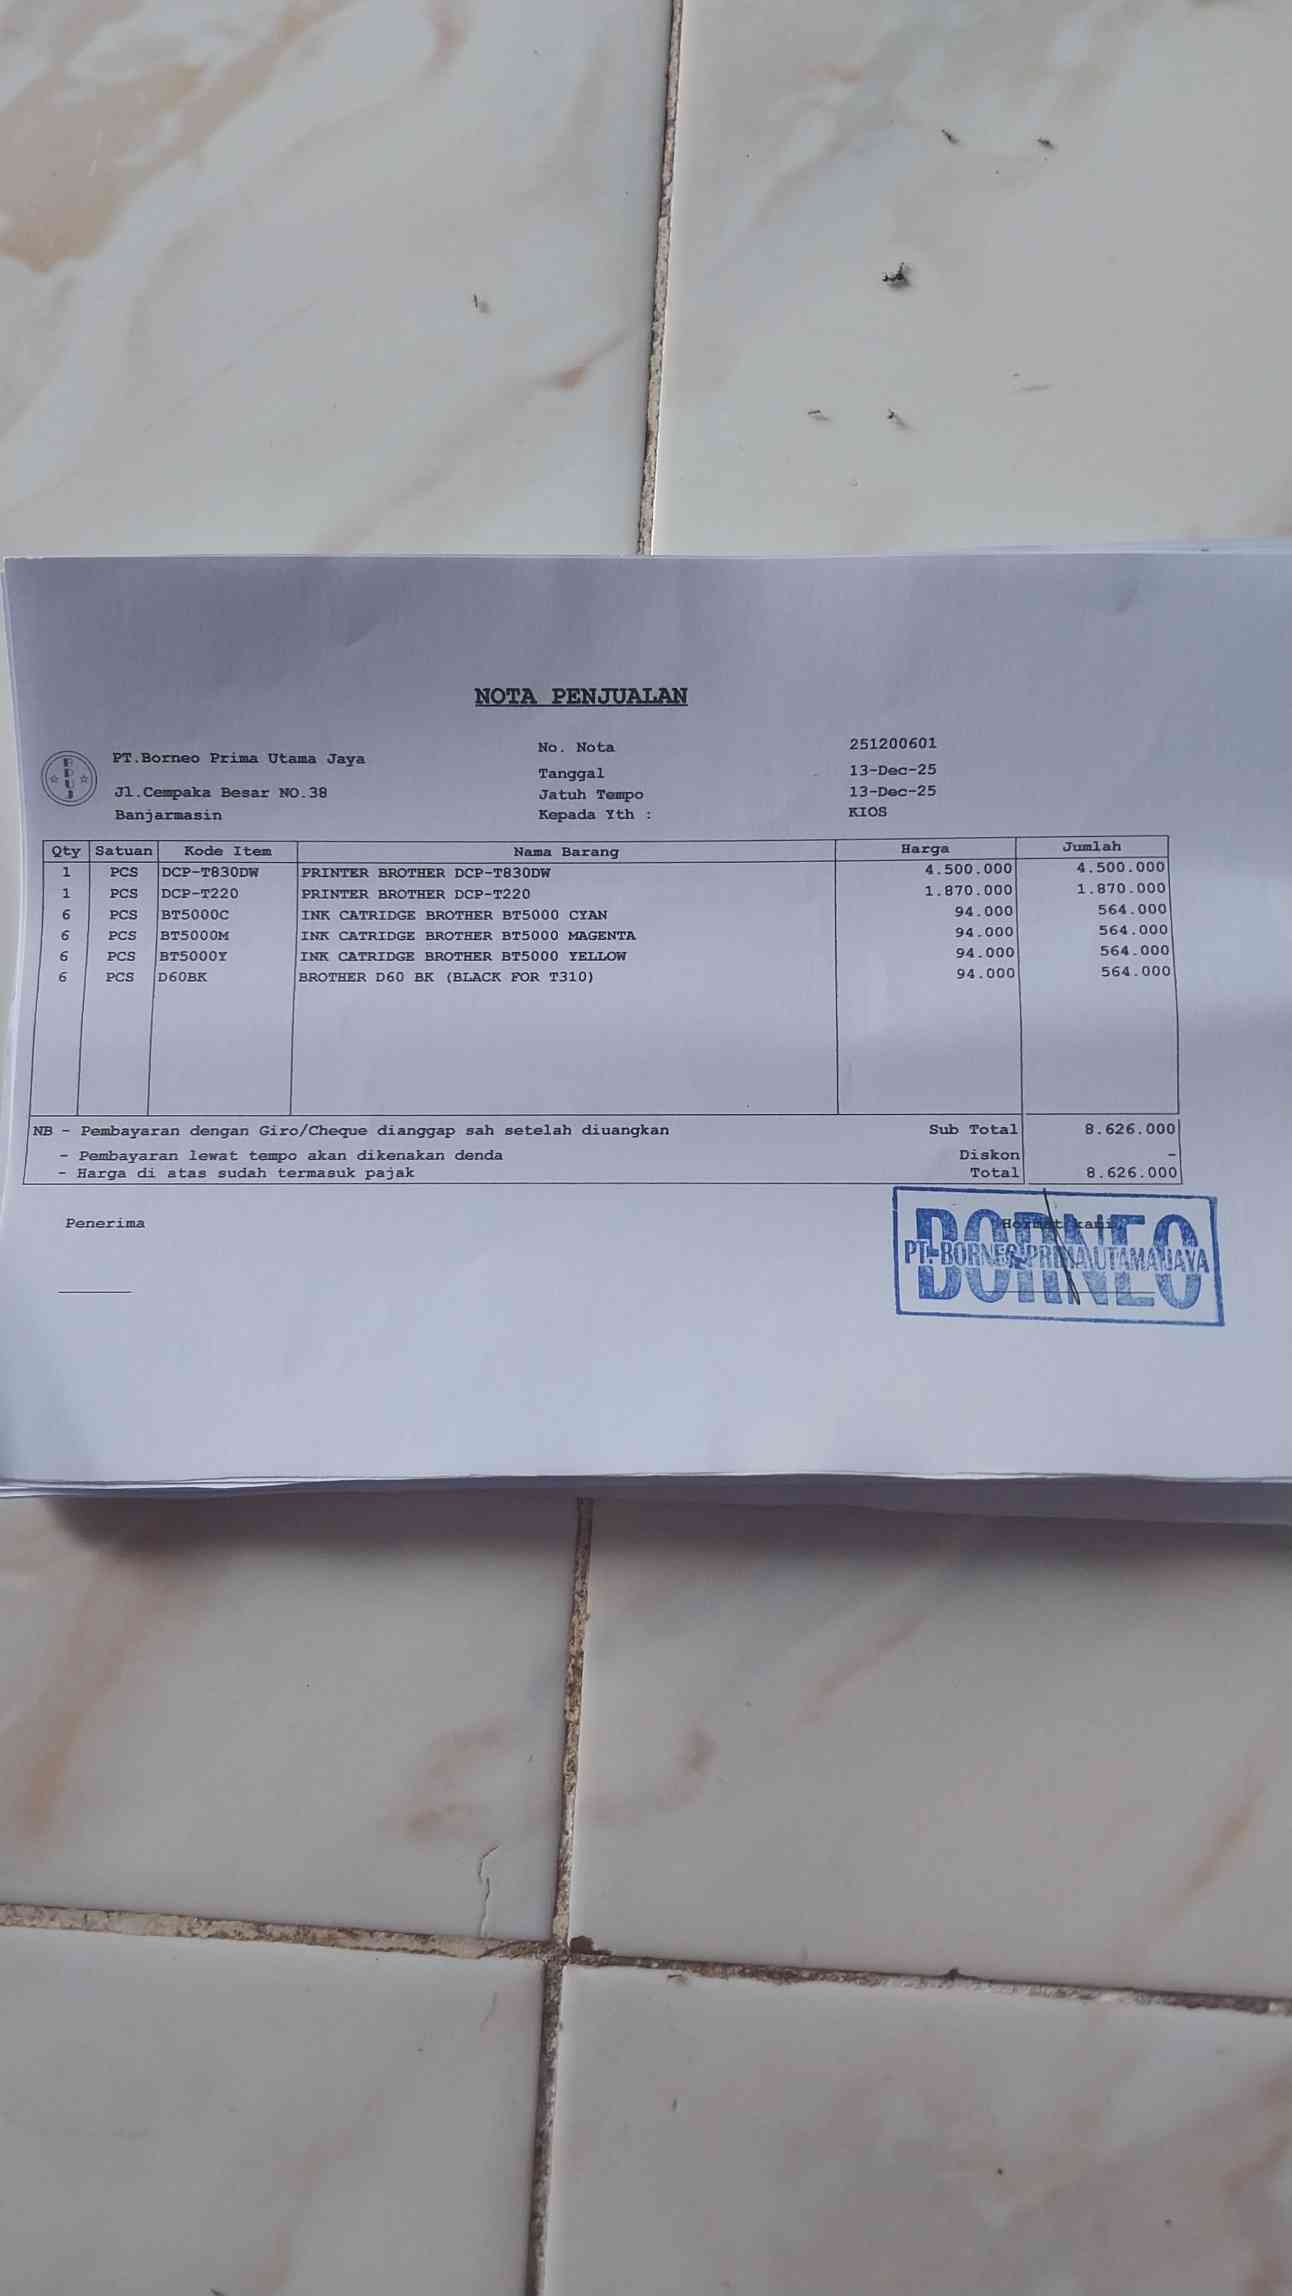 NOTA PENJUALAN
BPUJ
PT.Borneo Prima Utama Jaya
Jl.Cempaka Besar NO.38
Banjarmasin
No. Nota 251200601
Tanggal 13-Dec-25
Jatuh Tempo 13-Dec-25
Kepada Yth : KIOS
Qty Satuan Kode Item Nama Barang Harga Jumlah
1 PCS DCP-T830DW PRINTER BROTHER DCP-T830DW 4.500.000 4.500.000
1 PCS DCP-T220 PRINTER BROTHER DCP-T220 1.870.000 1.870.000
6 PCS BT5000C INK CATRIDGE BROTHER BT5000 CYAN 94.000 564.000
6 PCS BT5000M INK CATRIDGE BROTHER BT5000 MAGENTA 94.000 564.000
6 PCS BT5000Y INK CATRIDGE BROTHER BT5000 YELLOW 94.000 564.000
6 PCS D60BK BROTHER D60 BK (BLACK FOR T310) 94.000 564.000
NB - Pembayaran dengan Giro/Cheque dianggap sah setelah diuangkan Sub Total 8.626.000
- Pembayaran lewat tempo akan dikenakan denda Diskon -
- Harga di atas sudah termasuk pajak Total 8.626.000
Penerima Hormat kami,
BORNEO
PT. BORNEO PRIMA UTAMA JAYA